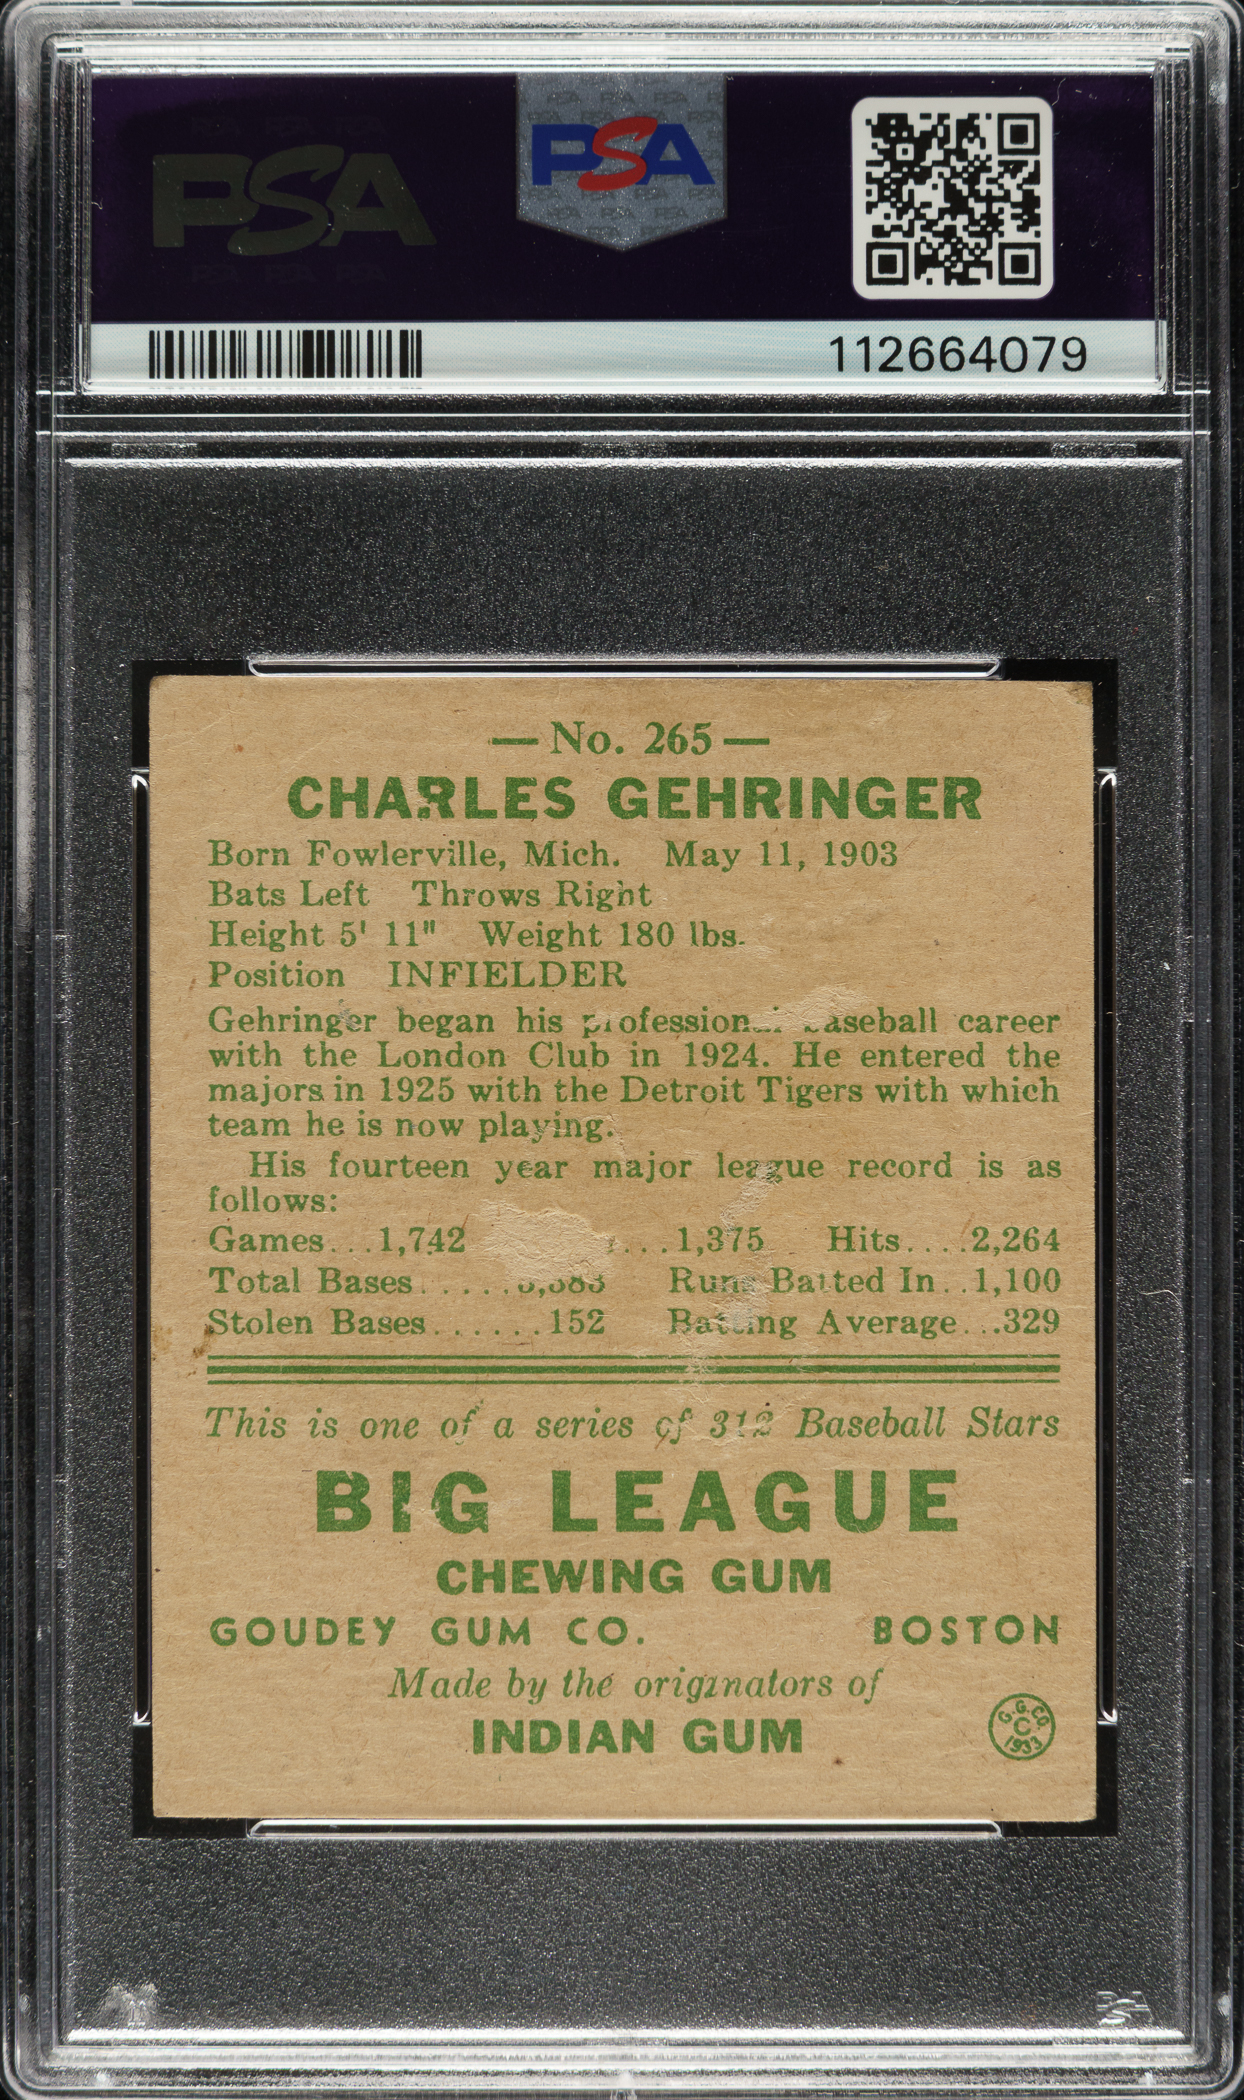 PSA
PSA
112664079
— No. 265 —
CHARLES GEHRINGER
Born Fowlerville, Mich. May 11, 1903
Bats Left Throws Right
Height 5' 11" Weight 180 lbs.
Position INFIELDER
Gehringer began his professional baseball career
with the London Club in 1924. He entered the
majors in 1925 with the Detroit Tigers with which
team he is now playing.
His fourteen year major league record is as
follows:
Games...1,742 ...1,375 Hits....2,264
Total Bases Runs Batted In..1,100
Stolen Bases......152 Batting Average...329
This is one of a series of 312 Baseball Stars
BIG LEAGUE
CHEWING GUM
GOUDEY GUM CO. BOSTON
Made by the originators of
INDIAN GUM
G.G.CO.
C
1933
PSA